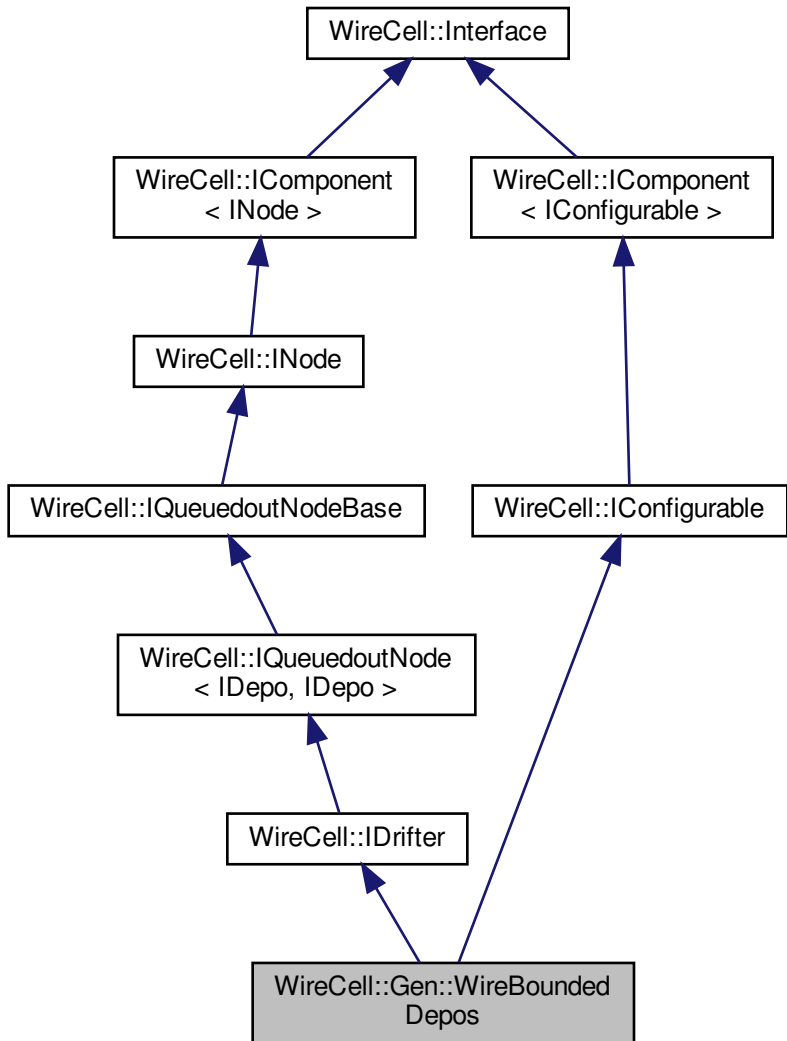 WireCell::Interface
WireCell::IComponent
< INode >
WireCell::IComponent
< IConfigurable >
WireCell::INode
WireCell::IQueuedoutNodeBase
WireCell::IConfigurable
WireCell::IQueuedoutNode
< IDepo, IDepo >
WireCell::IDrifter
WireCell::Gen::WireBounded
Depos